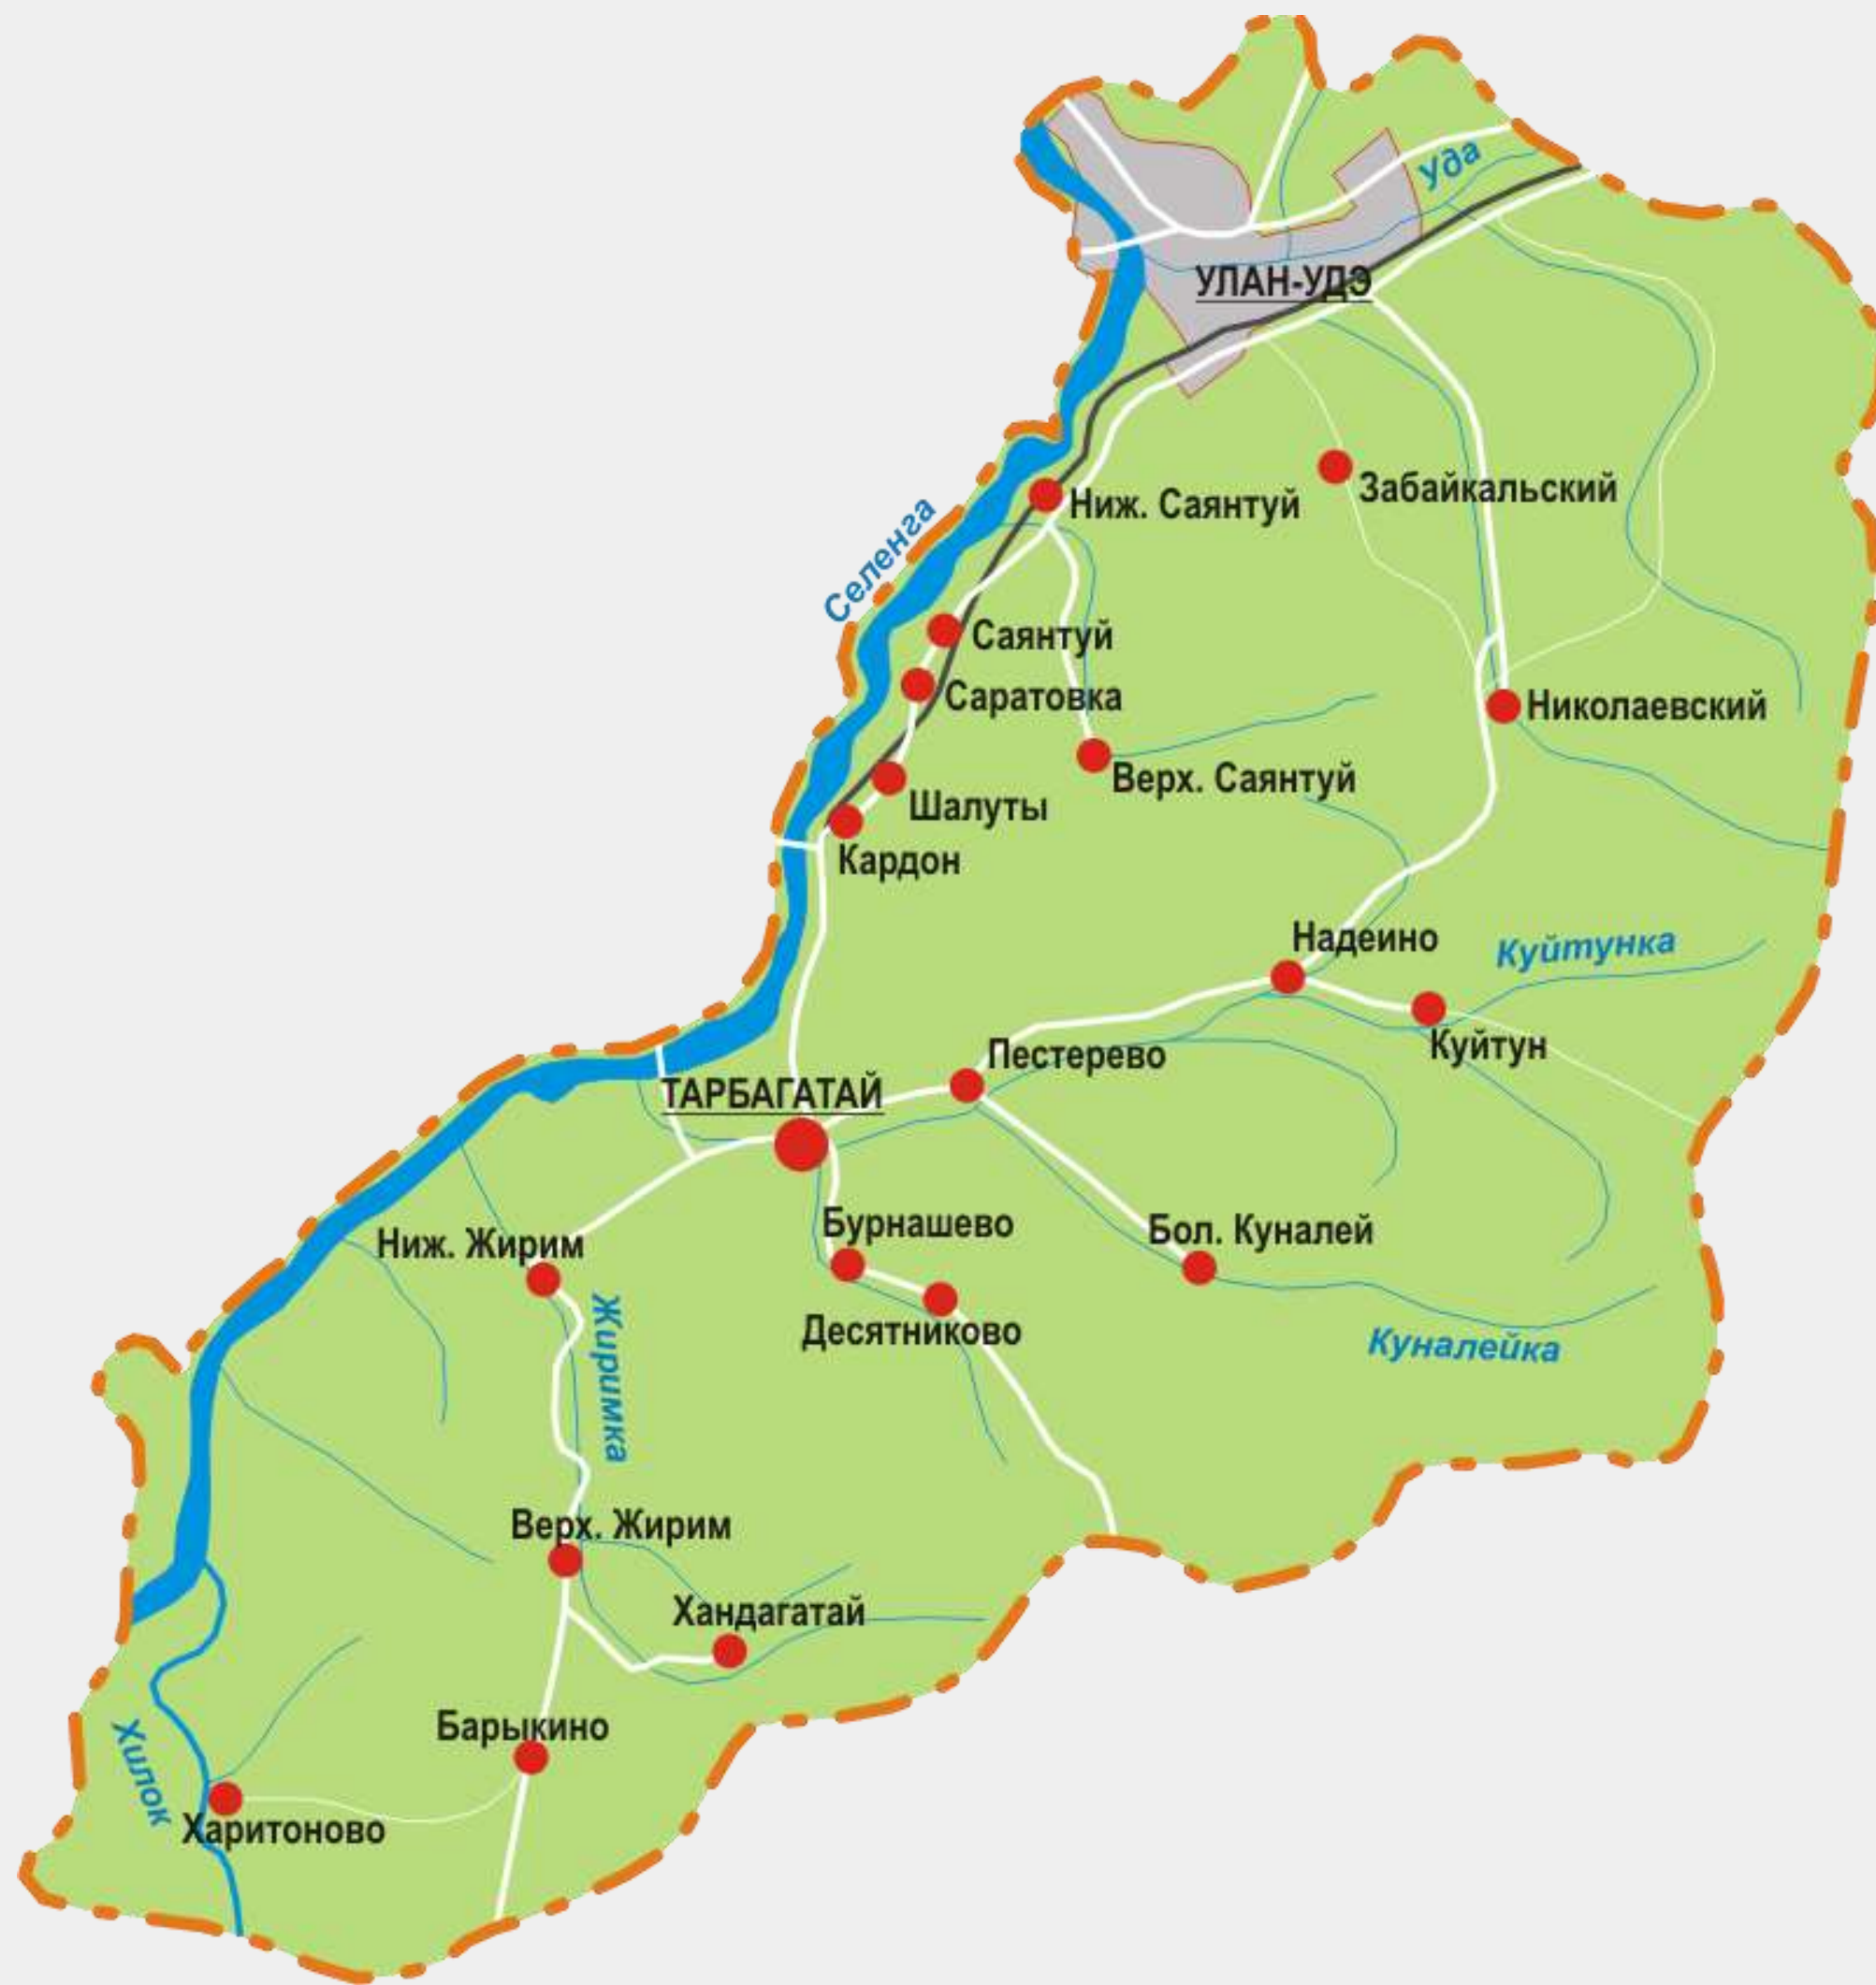 Уда
УЛАН-УДЭ
Забайкальский
Ниж. Саянтуй
Селенга
Саянтуй
Саратовка
Николаевский
Верх. Саянтуй
Шалуты
Кардон
Надеино
Куйтунка
Куйтун
Пестерево
ТАРБАГАТАЙ
Бурнашево
Бол. Куналей
Ниж. Жирим
Десятниково
Куналейка
Жиримка
Верх. Жирим
Хандагатай
Барыкино
Хилок
Харитоново